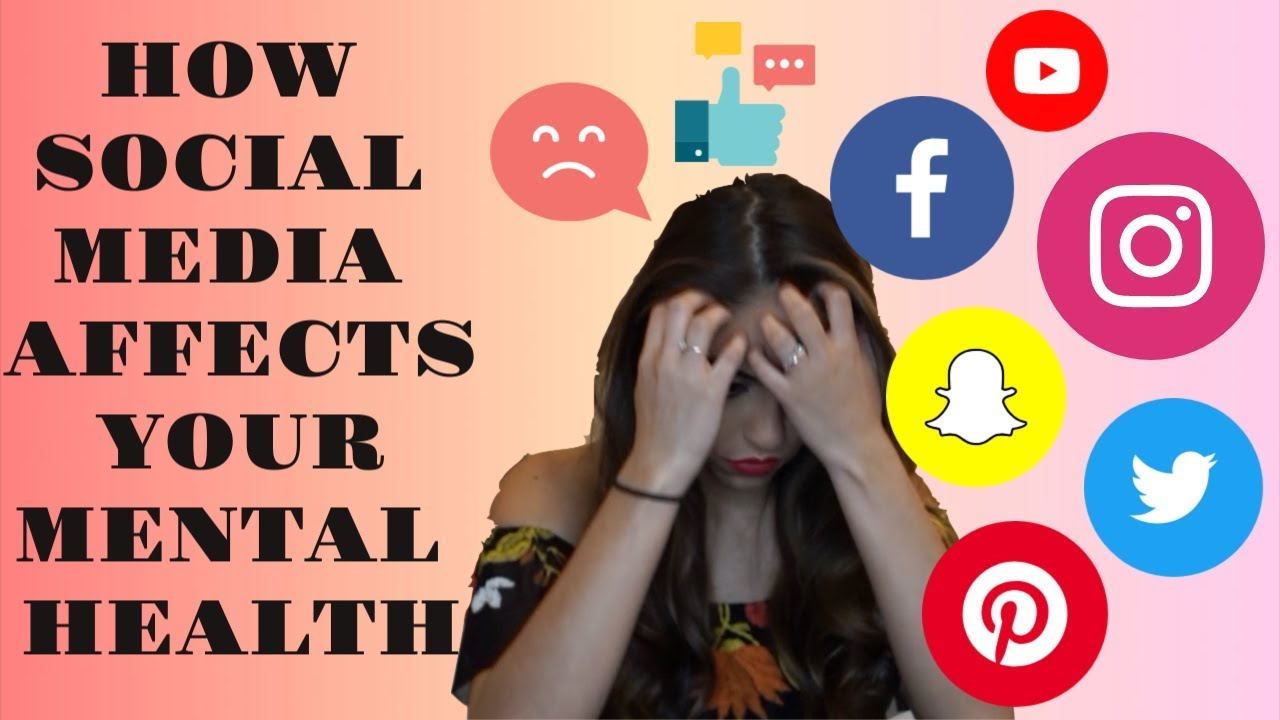 HOW
SOCIAL
MEDIA
AFFECTS
YOUR
MENTAL
HEALTH